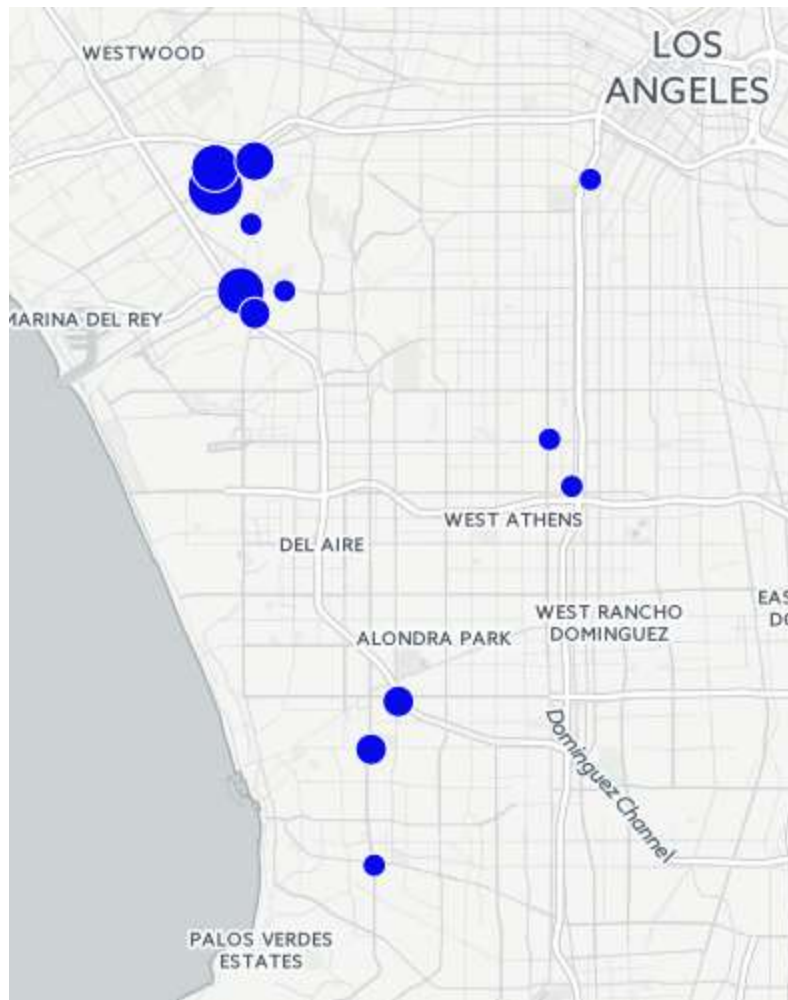 WESTWOOD
LOS
ANGELES
MARINA DEL REY
WEST ATHENS
DEL AIRE
WEST RANCHO
DOMINGUEZ
EAS
ALONDRA PARK
Dominguez Channel
PALOS VERDES
ESTATES